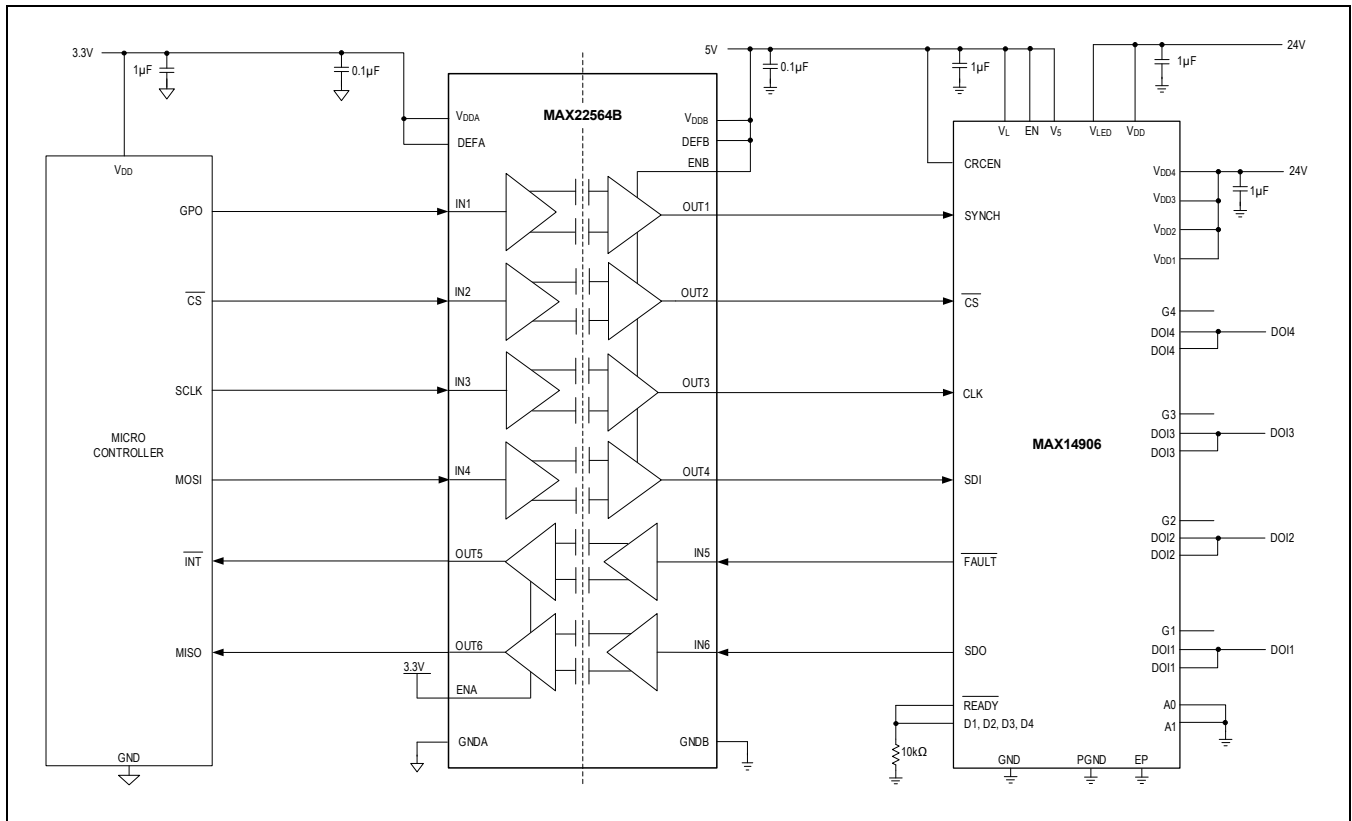 3.3V
1µF
0.1µF
5V
0.1µF
1µF
1µF
24V
MAX22564B
VDDA
DEFA
VDDB
DEFB
ENB
VL
EN
V5
VLED
VDD
CRCEN
VDD4
VDD3
VDD2
VDD1
24V
1µF
VDD
GPO
IN1
OUT1
SYNCH
CS
IN2
OUT2
CS
G4
DOI4
DOI4
DOI4
SCLK
IN3
OUT3
CLK
G3
DOI3
DOI3
DOI3
MICRO
CONTROLLER
MAX14906
MOSI
IN4
OUT4
SDI
G2
DOI2
DOI2
DOI2
INT
OUT5
IN5
FAULT
MISO
OUT6
IN6
SDO
G1
DOI1
DOI1
DOI1
3.3V
ENA
READY
D1, D2, D3, D4
A0
A1
GNDA
GNDB
10kΩ
GND
GND
PGND
EP